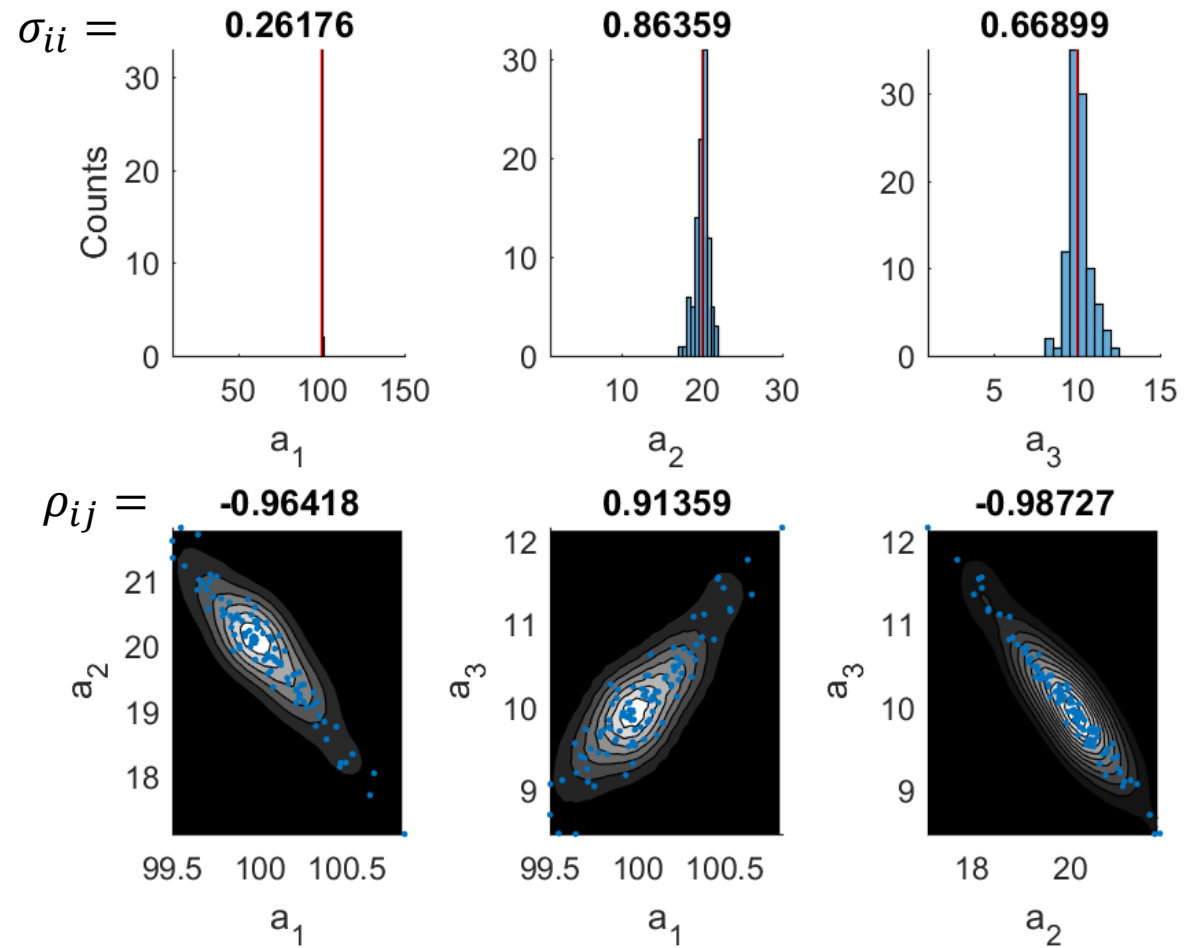 σᵢᵢ = 0.26176 0.86359 0.66899
30 30 30
20 20 20
10 10 10
0 0 0
Counts
50 100 150 10 20 30 5 10 15
a₁ a₂ a₃
ρᵢⱼ = -0.96418 0.91359 -0.98727
21 12 12
20 11 11
19 10 10
18 9 9
a₂ a₃ a₃
99.5 100 100.5 99.5 100 100.5 18 20
a₁ a₁ a₂